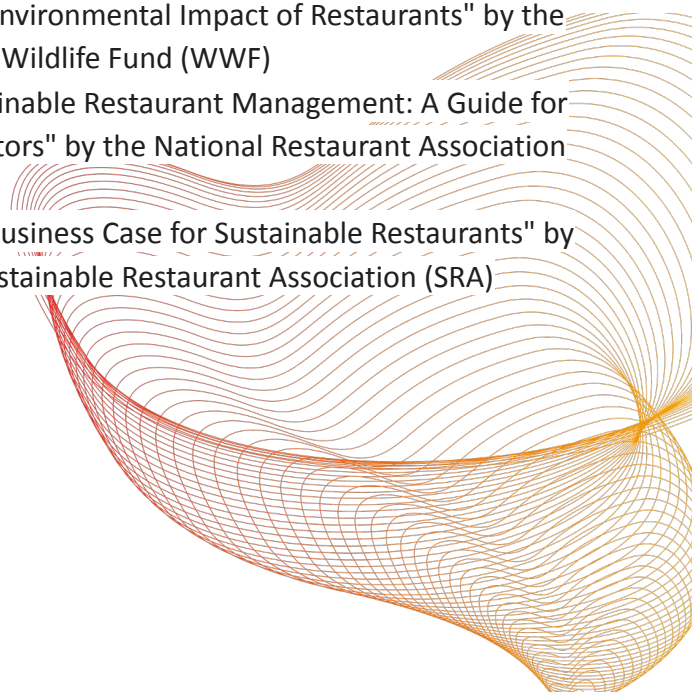 nvironmental Impact of Restaurants" by the
Wildlife Fund (WWF)
inable Restaurant Management: A Guide for
tors" by the National Restaurant Association
usiness Case for Sustainable Restaurants" by
stainable Restaurant Association (SRA)